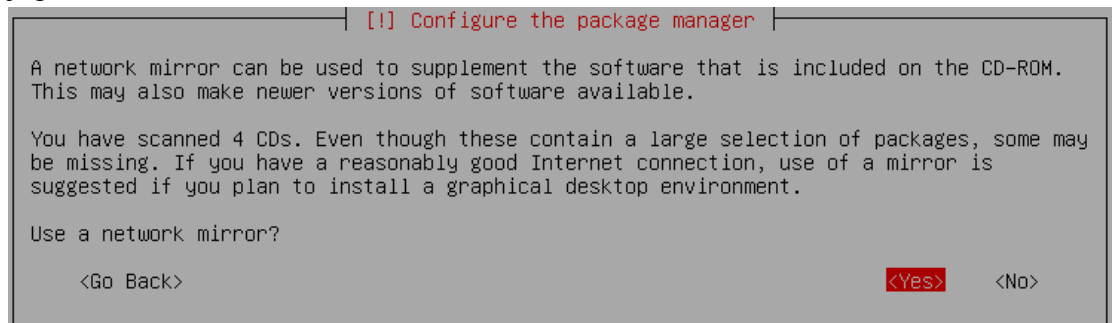 [!] Configure the package manager
A network mirror can be used to supplement the software that is included on the CD-ROM.
This may also make newer versions of software available.
You have scanned 4 CDs. Even though these contain a large selection of packages, some may
be missing. If you have a reasonably good Internet connection, use of a mirror is
suggested if you plan to install a graphical desktop environment.
Use a network mirror?
<Go Back> <Yes> <No>